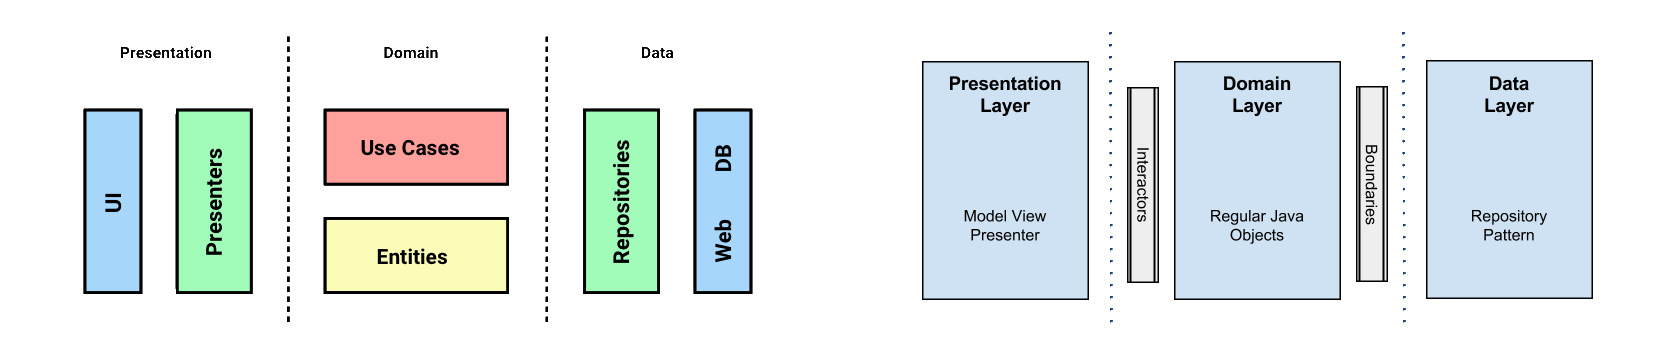 Presentation
Domain
Data
UI
Presenters
Use Cases
Entities
Repositories
Web DB
Presentation
Layer
Model View
Presenter
Interactors
Domain
Layer
Regular Java
Objects
Boundaries
Data
Layer
Repository
Pattern